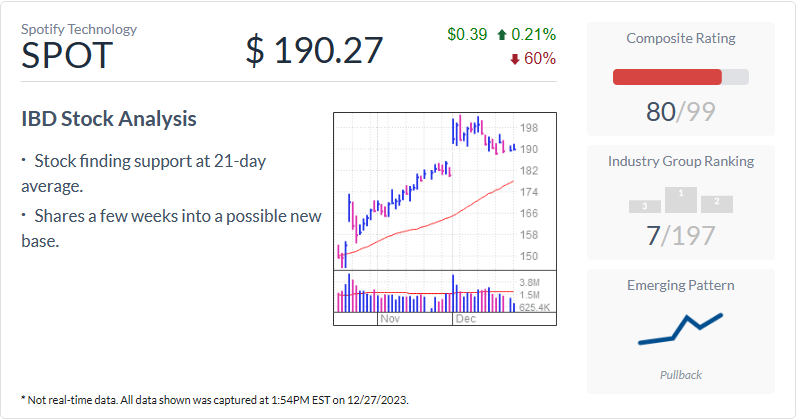 Spotify Technology
SPOT
$ 190.27
$0.39 0.21%
60%
IBD Stock Analysis
· Stock finding support at 21-day
average.
· Shares a few weeks into a possible new
base.
198
190
182
174
166
158
150
3.8M
1.5M
625.4K
Nov Dec
Composite Rating
80/99
Industry Group Ranking
3 1 2
7/197
Emerging Pattern
Pullback
* Not real-time data. All data shown was captured at 1:54PM EST on 12/27/2023.